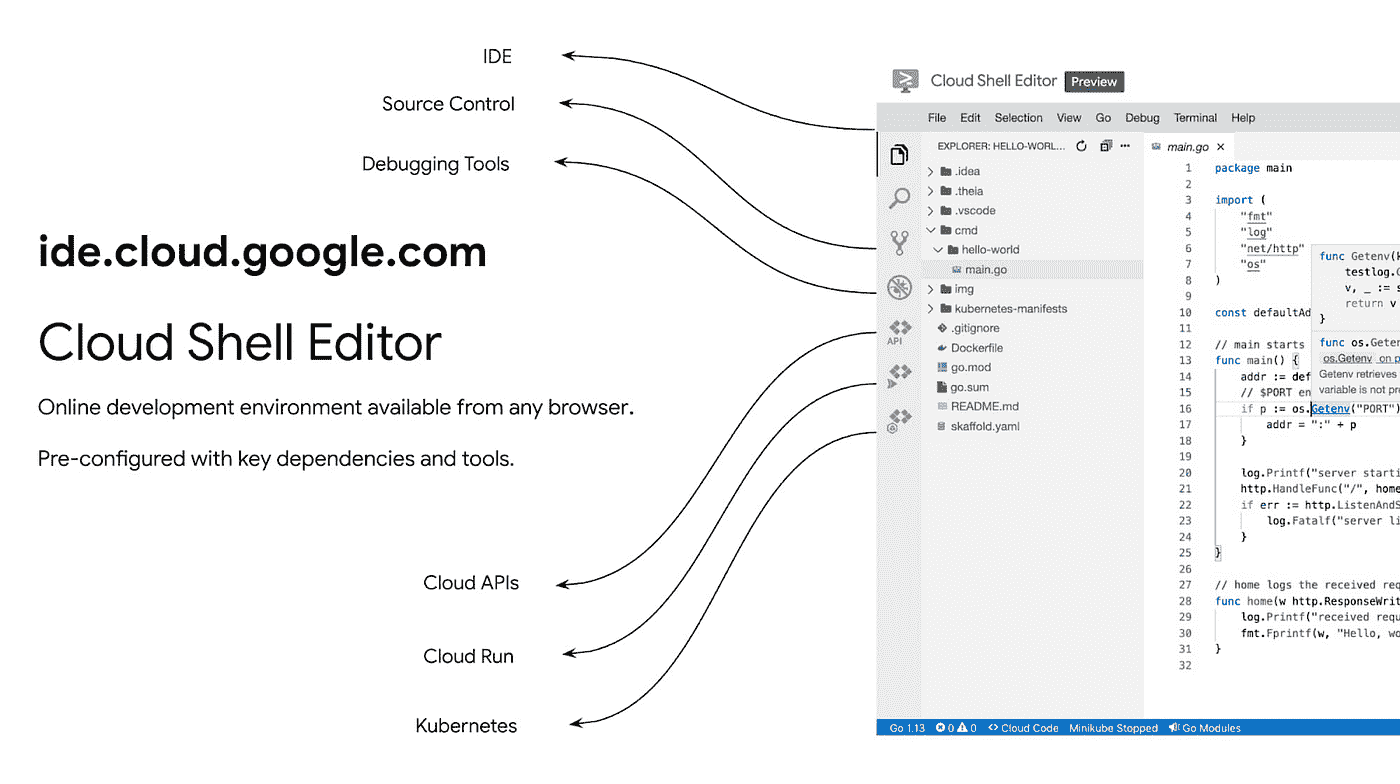 IDE
Source Control
Debugging Tools
ide.cloud.google.com
Cloud Shell Editor
Online development environment available from any browser.
Pre-configured with key dependencies and tools.
Cloud APIs
Cloud Run
Kubernetes
Cloud Shell Editor Preview
File Edit Selection View Go Debug Terminal Help
EXPLORER: HELLO-WORL...
.idea
.theia
.vscode
cmd
hello-world
main.go
img
kubernetes-manifests
.gitignore
Dockerfile
go.mod
go.sum
README.md
skaffold.yaml
API
main.go
1 package main
2
3 import (
4 "fmt"
5 "log"
6 "net/http"
7 "os"
8 )
9
10 const defaultAd
11
12 // main starts
13 func main() {
14 addr := def
15 // $PORT en
16 if p := os.Getenv("PORT")
17 addr = ":" + p
18 }
19
20 log.Printf("server starti
21 http.HandleFunc("/", home
22 if err := http.ListenAndS
23 log.Fatalf("server li
24 }
25 }
26
27 // home logs the received req
28 func home(w http.ResponseWrit
29 log.Printf("received requ
30 fmt.Fprintf(w, "Hello, wo
31 }
32
func Getenv(k
testlog.G
v, _ := s
return v
}
func os.Geten
os.Getenv on p
Getenv retrieves
variable is not pre
Go 1.13 0 0 Cloud Code Minikube Stopped Go Modules